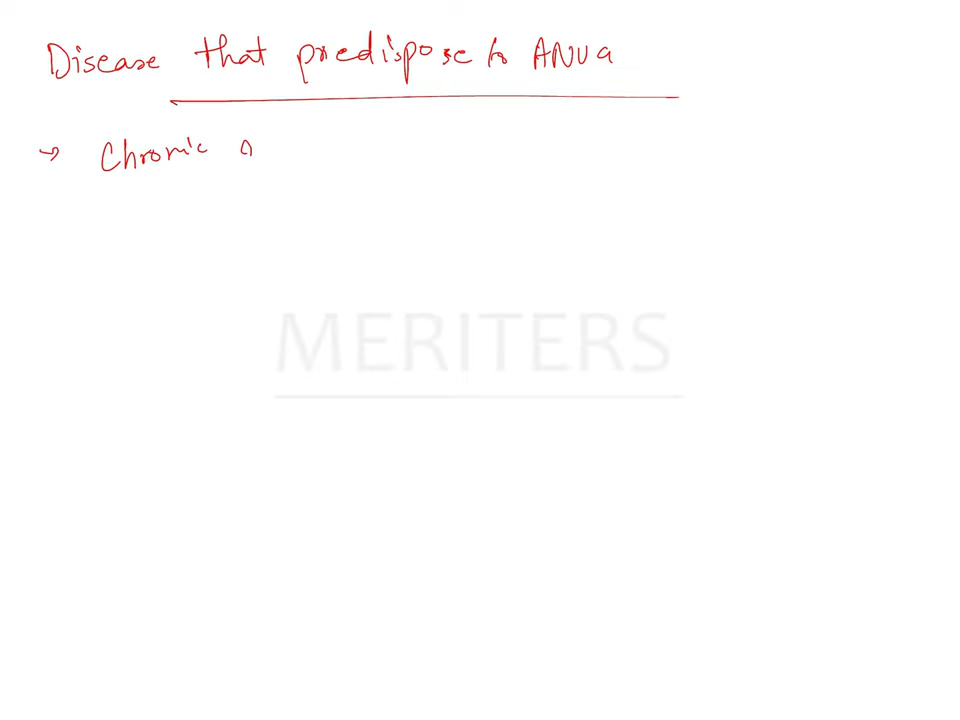 Disease that predispose to ANUG
→ Chronic
MERITERS